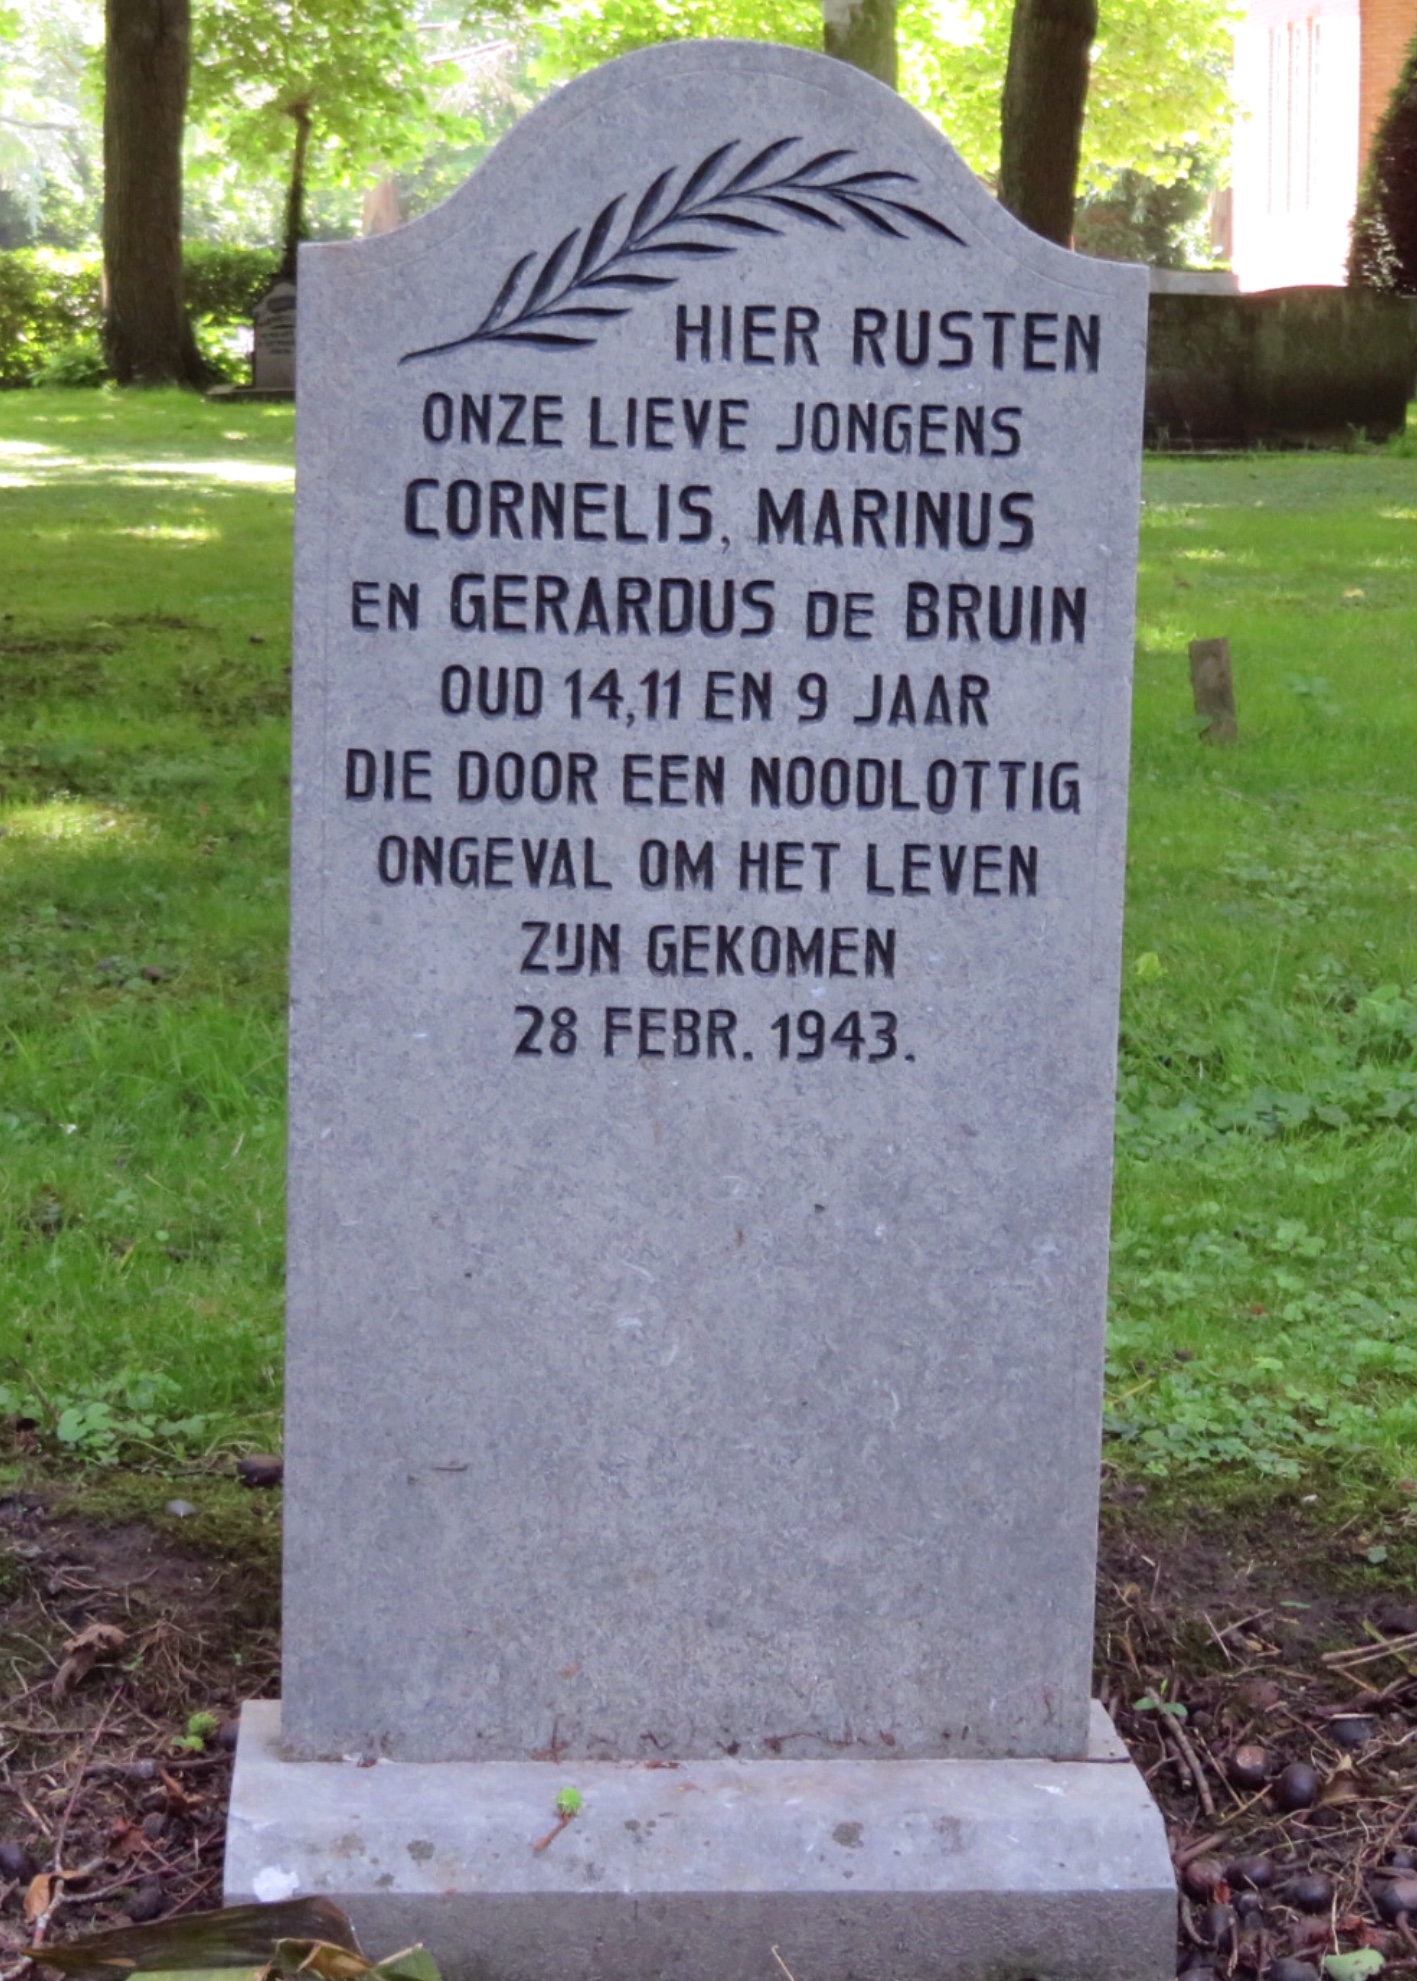 HIER RUSTEN
ONZE LIEVE JONGENS
CORNELIS, MARINUS
EN GERARDUS DE BRUIN
OUD 14,11 EN 9 JAAR
DIE DOOR EEN NOODLOTTIG
ONGEVAL OM HET LEVEN
ZIJN GEKOMEN
28 FEBR. 1943.